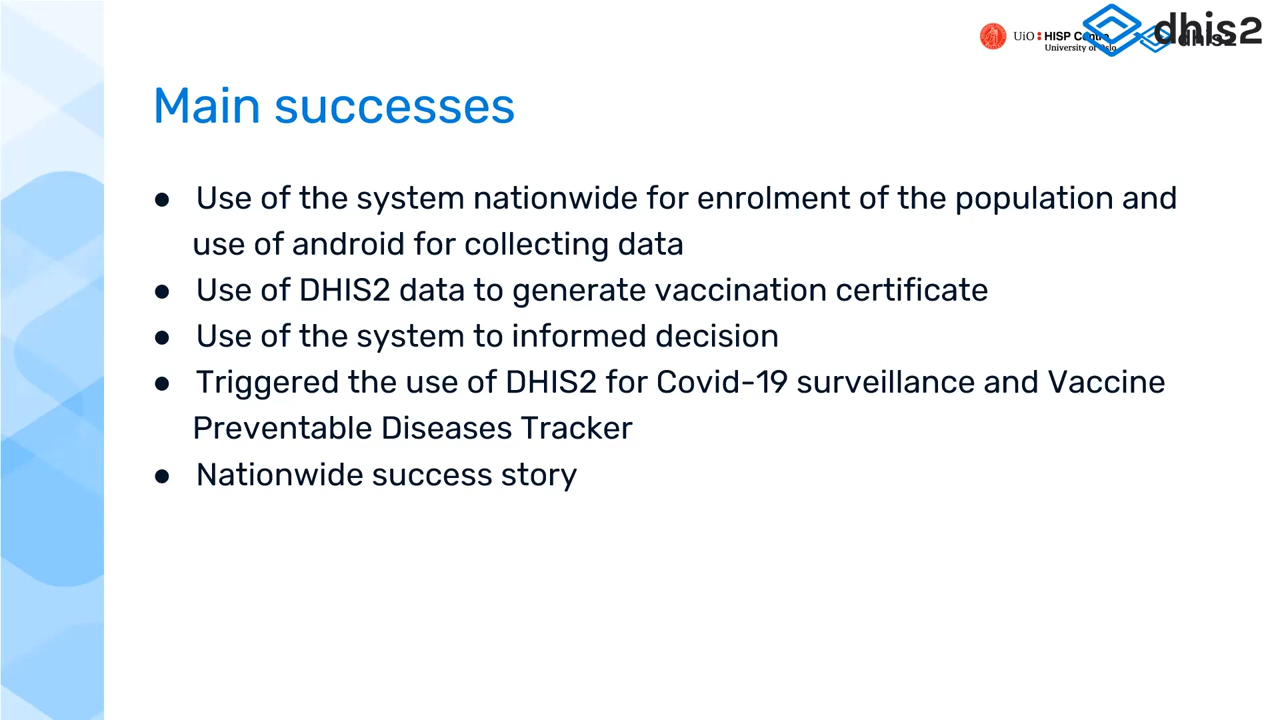 UiO: HISP Centre
University of Oslo
dhis2
dhis2
Main successes
● Use of the system nationwide for enrolment of the population and
use of android for collecting data
● Use of DHIS2 data to generate vaccination certificate
● Use of the system to informed decision
● Triggered the use of DHIS2 for Covid-19 surveillance and Vaccine
Preventable Diseases Tracker
● Nationwide success story